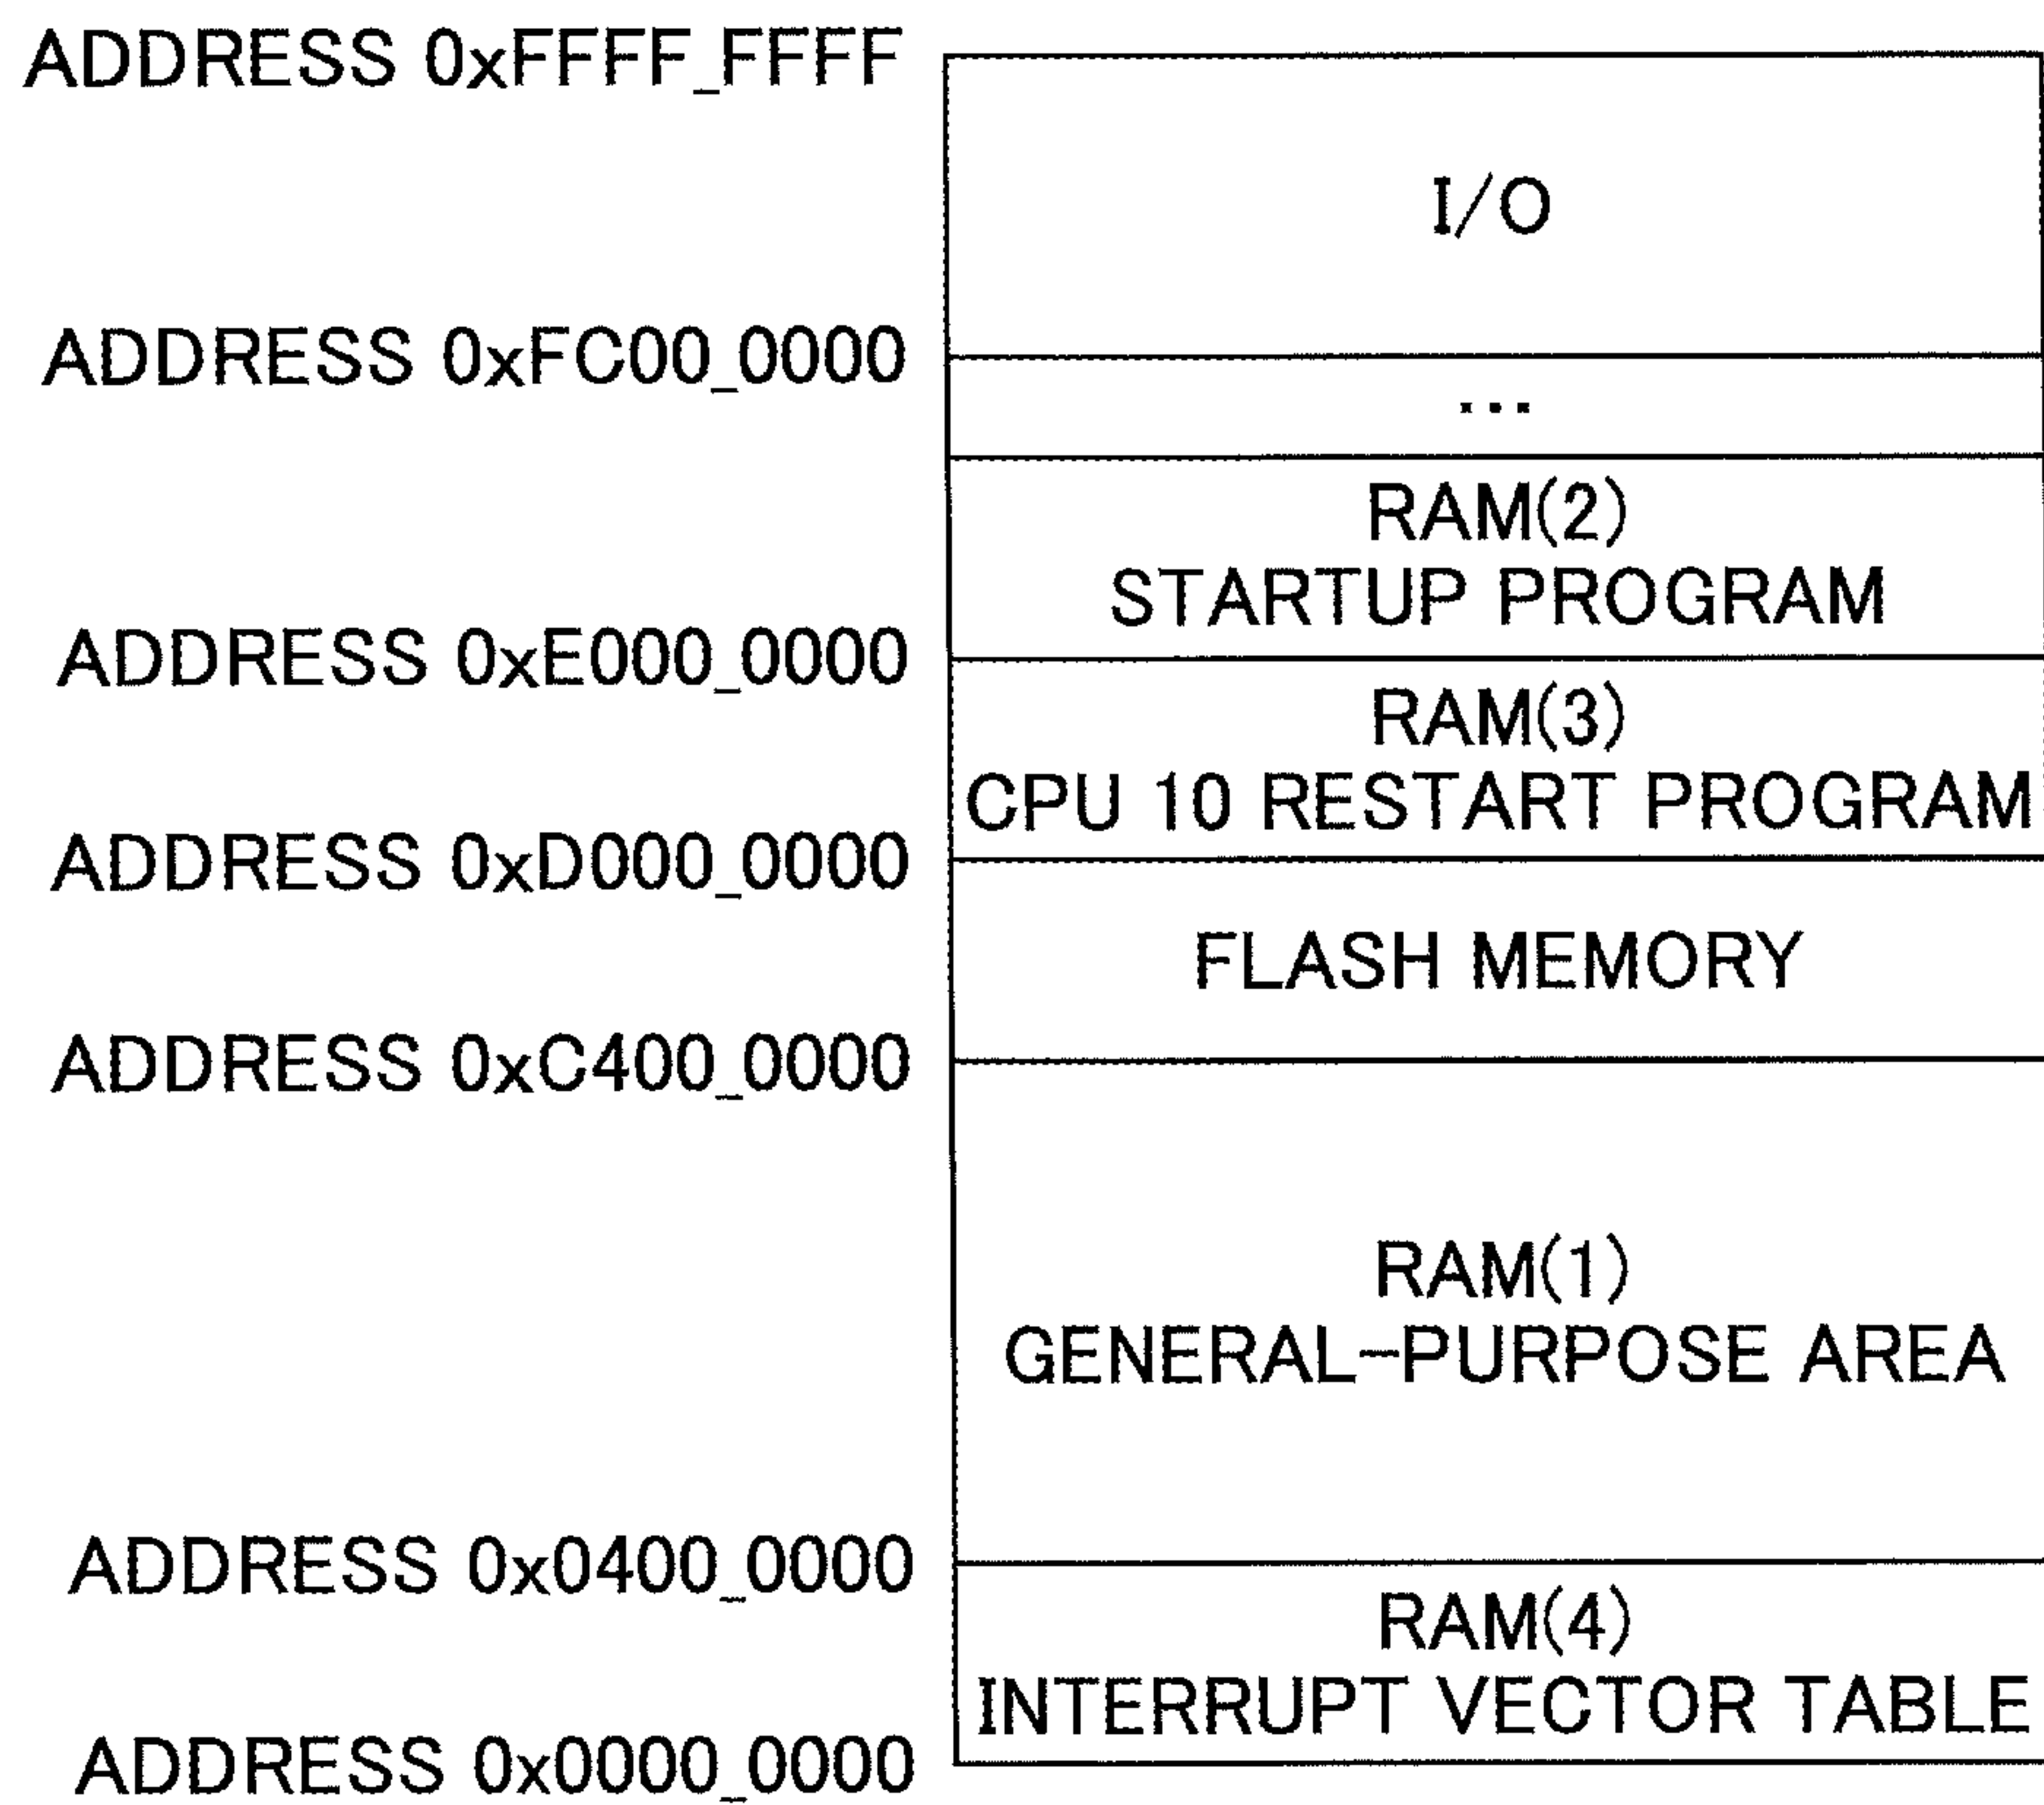 ADDRESS 0xFFFF_FFFF
I/O
ADDRESS 0xFC00_0000
...
RAM(2)
STARTUP PROGRAM
ADDRESS 0xE000_0000
RAM(3)
CPU 10 RESTART PROGRAM
ADDRESS 0xD000_0000
FLASH MEMORY
ADDRESS 0xC400_0000
RAM(1)
GENERAL-PURPOSE AREA
ADDRESS 0x0400_0000
RAM(4)
INTERRUPT VECTOR TABLE
ADDRESS 0x0000_0000